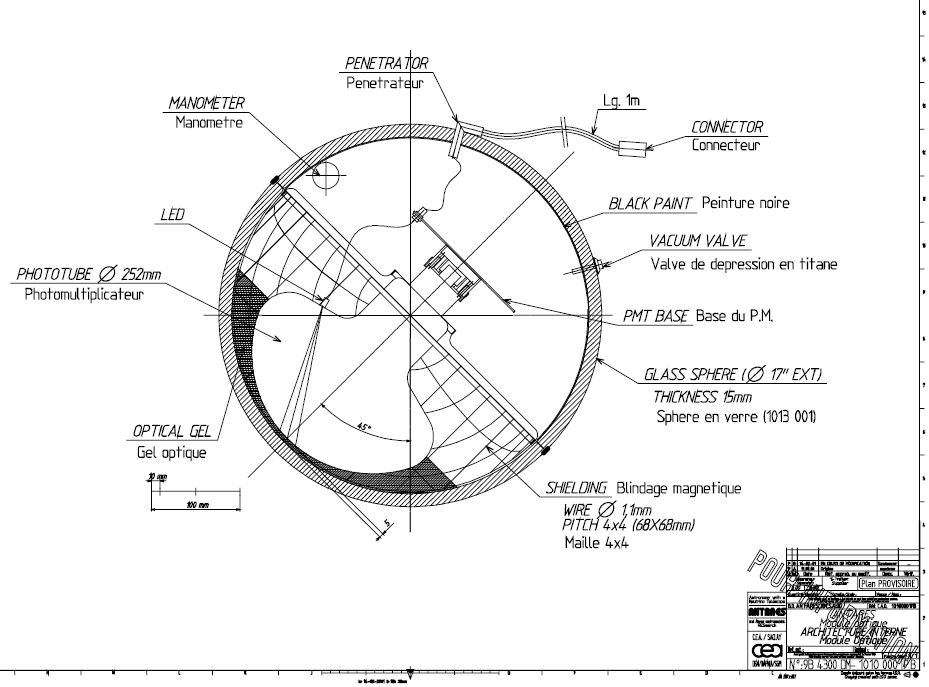 PENETRATOR
Penetrateur
MANOMETER
Manometre
Lg. 1m
CONNECTOR
Connecteur
LED
BLACK PAINT Peinture noire
VACUUM VALVE
Valve de depression en titane
PHOTOTUBE Ø 252mm
Photomultiplicateur
PMT BASE Base du P.M.
GLASS SPHERE (Ø 17" EXT)
THICKNESS 15mm
Sphere en verre (1013 001)
45°
OPTICAL GEL
Gel optique
10 mm
100 mm
5
SHIELDING Blindage magnetique
WIRE Ø 1,1mm
PITCH 4x4 (68X68mm)
Maille 4x4
Plan PROVISOIRE
ANTARES
ANTARES
Module optique
ARCHITECTURE INTERNE
Module Optique
C.E.A. / SACLAY
cea
N°:9B 4300 OM- 1010 000 PB